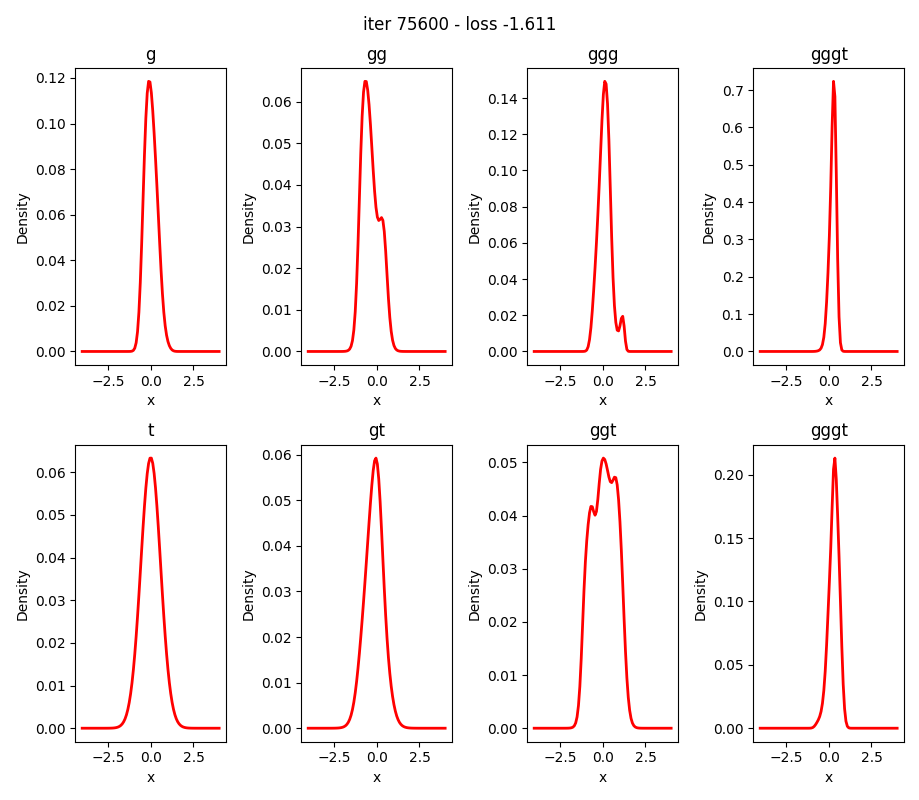 iter 75600 - loss -1.611
g gg ggg gggt
0.12 0.10 0.08 0.06 0.04 0.02 0.00
Density
−2.5 0.0 2.5
x
0.06 0.05 0.04 0.03 0.02 0.01 0.00
Density
−2.5 0.0 2.5
x
0.14 0.12 0.10 0.08 0.06 0.04 0.02 0.00
Density
−2.5 0.0 2.5
x
0.7 0.6 0.5 0.4 0.3 0.2 0.1 0.0
Density
−2.5 0.0 2.5
x
t gt ggt gggt
0.06 0.05 0.04 0.03 0.02 0.01 0.00
Density
−2.5 0.0 2.5
x
0.06 0.05 0.04 0.03 0.02 0.01 0.00
Density
−2.5 0.0 2.5
x
0.05 0.04 0.03 0.02 0.01 0.00
Density
−2.5 0.0 2.5
x
0.20 0.15 0.10 0.05 0.00
Density
−2.5 0.0 2.5
x